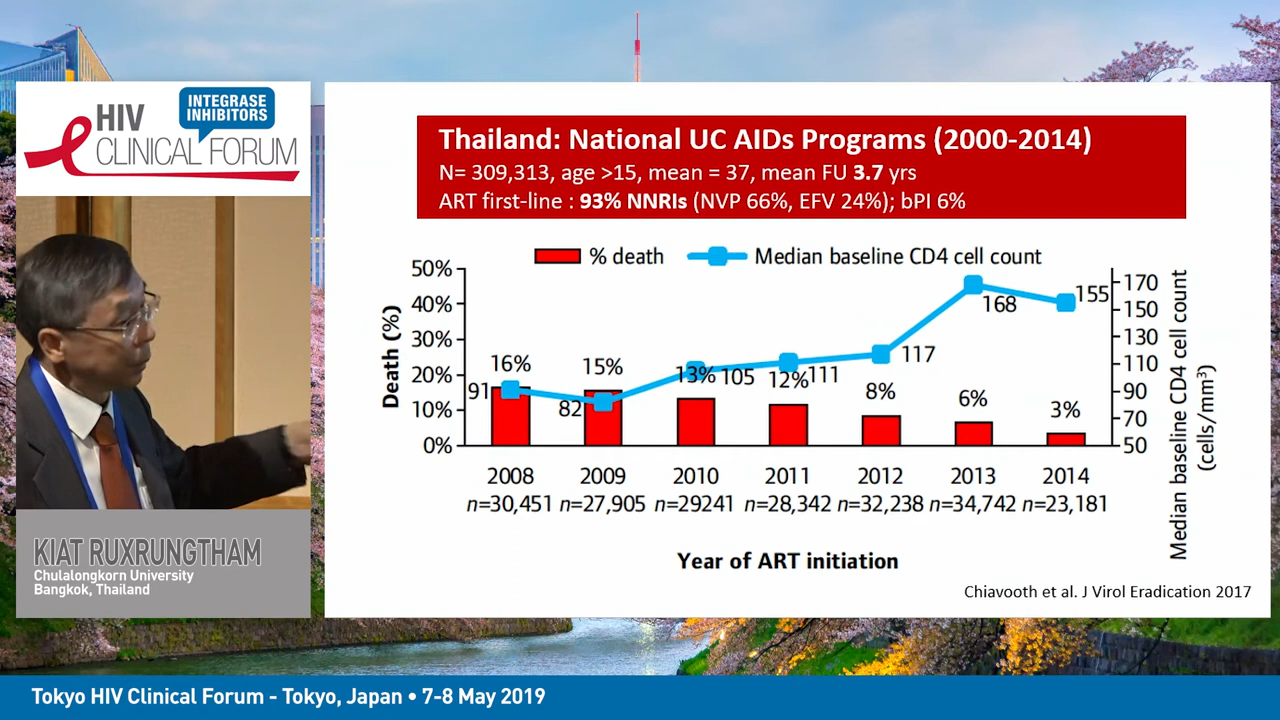 INTEGRASE
INHIBITORS
HIV
CLINICAL FORUM
KIAT RUXRUNGTHAM
Chulalongkorn University
Bangkok, Thailand
Thailand: National UC AIDs Programs (2000-2014)
N= 309,313, age >15, mean = 37, mean FU 3.7 yrs
ART first-line : 93% NNRIs (NVP 66%, EFV 24%); bPI 6%
% death
Median baseline CD4 cell count
Death (%)
50%
40%
30%
20%
10%
0%
16%
15%
13%
12%
8%
6%
3%
91
82
105
111
117
168
155
170
150
130
110
90
70
50
Median baseline CD4 cell count
(cells/mm³)
2008 2009 2010 2011 2012 2013 2014
n=30,451 n=27,905 n=29241 n=28,342 n=32,238 n=34,742 n=23,181
Year of ART initiation
Chiavooth et al. J Virol Eradication 2017
Tokyo HIV Clinical Forum - Tokyo, Japan • 7-8 May 2019